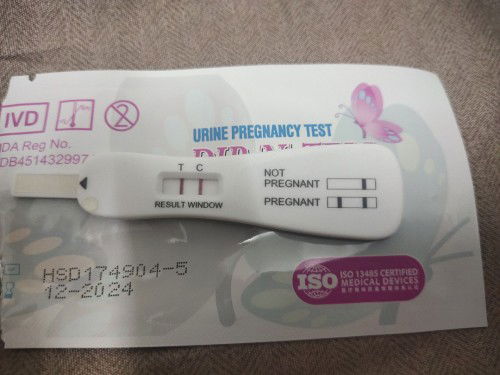 IVD
DA Reg No.
DB451432997
URINE PREGNANCY TEST
T C
RESULT WINDOW
NOT
PREGNANT
PREGNANT
HSD174904-5
12-2024
ISO
ISO 13485 CERTIFIED
MEDICAL DEVICES